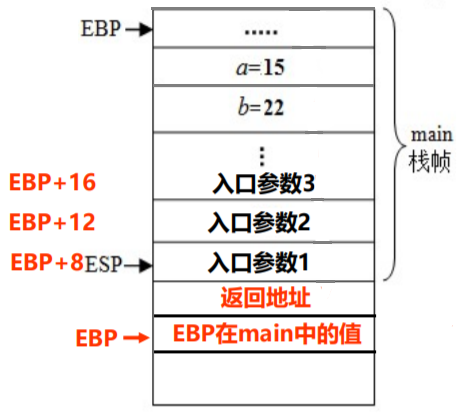 EBP
.....
a=15
b=22
⋮
main
栈帧
EBP+16 入口参数3
EBP+12 入口参数2
EBP+8 ESP 入口参数1
返回地址
EBP EBP在main中的值